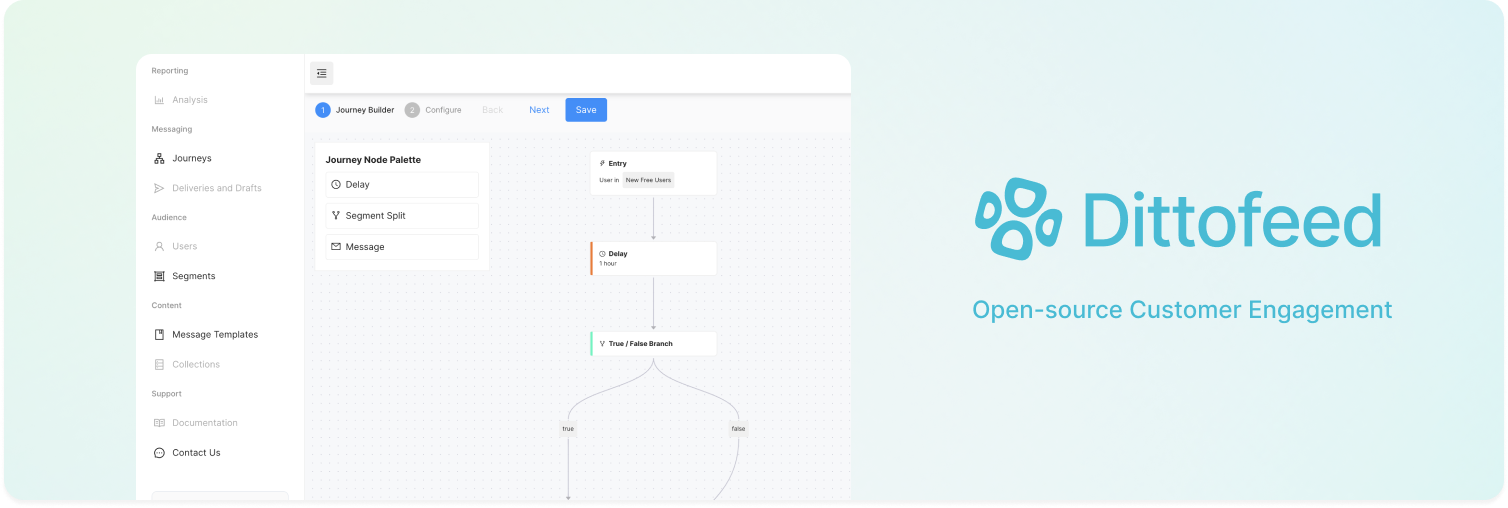 Reporting
Analysis
Messaging
Journeys
Deliveries and Drafts
Audience
Users
Segments
Content
Message Templates
Collections
Support
Documentation
Contact Us
1 Journey Builder 2 Configure Back Next Save
Journey Node Palette
Delay
Segment Split
Message
Entry
User in New Free Users
Delay
1 hour
True / False Branch
true false
Dittofeed
Open-source Customer Engagement